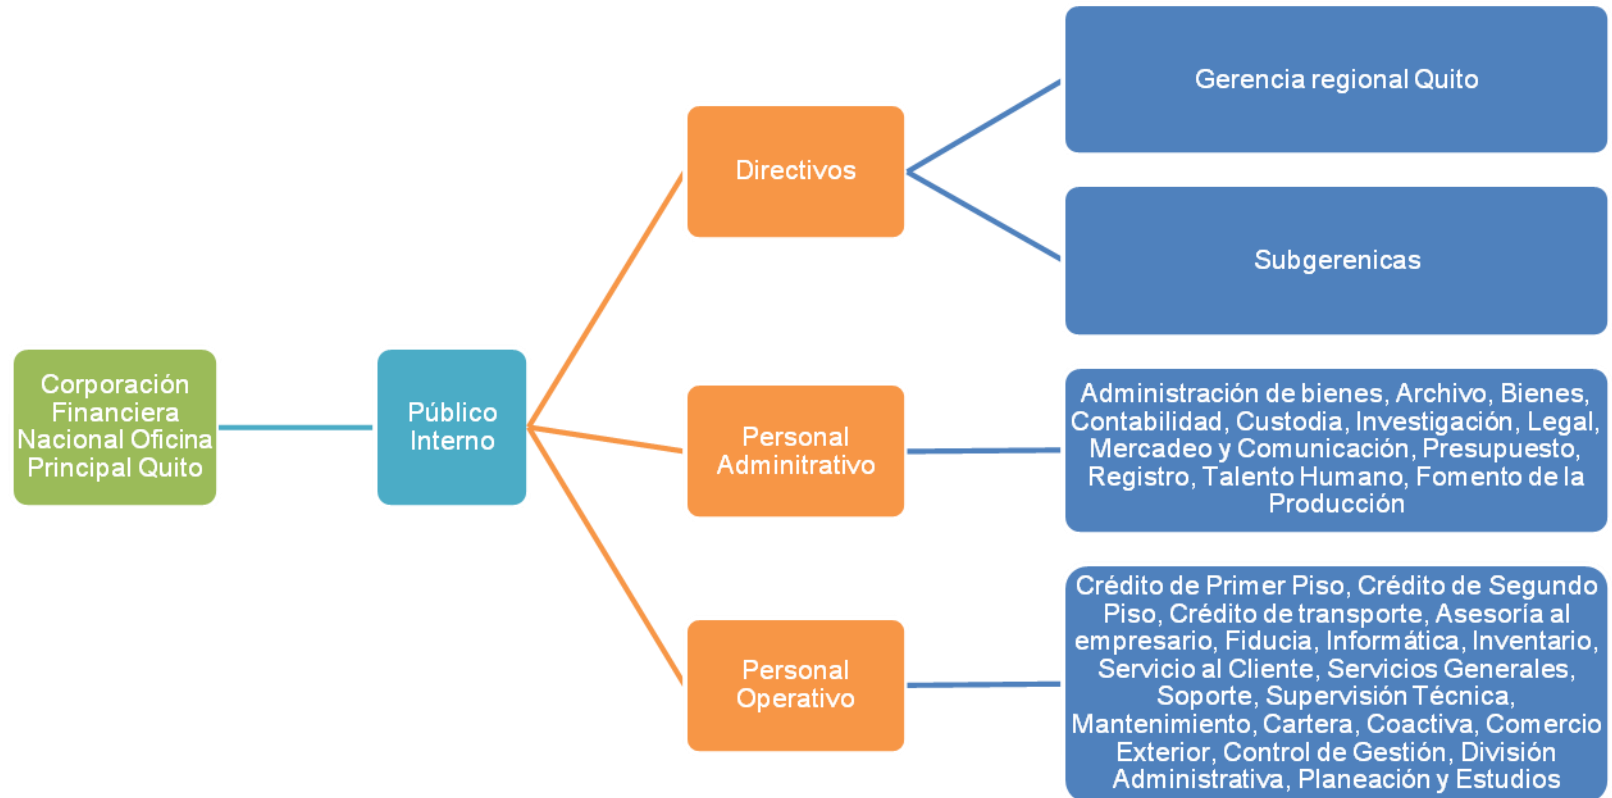 Corporación
Financiera
Nacional Oficina
Principal Quito
Público
Interno
Directivos
Gerencia regional Quito
Subgerenicas
Personal
Adminitrativo
Administración de bienes, Archivo, Bienes,
Contabilidad, Custodia, Investigación, Legal,
Mercadeo y Comunicación, Presupuesto,
Registro, Talento Humano, Fomento de la
Producción
Personal
Operativo
Crédito de Primer Piso, Crédito de Segundo
Piso, Crédito de transporte, Asesoría al
empresario, Fiducia, Informática, Inventario,
Servicio al Cliente, Servicios Generales,
Soporte, Supervisión Técnica,
Mantenimiento, Cartera, Coactiva, Comercio
Exterior, Control de Gestión, División
Administrativa, Planeación y Estudios